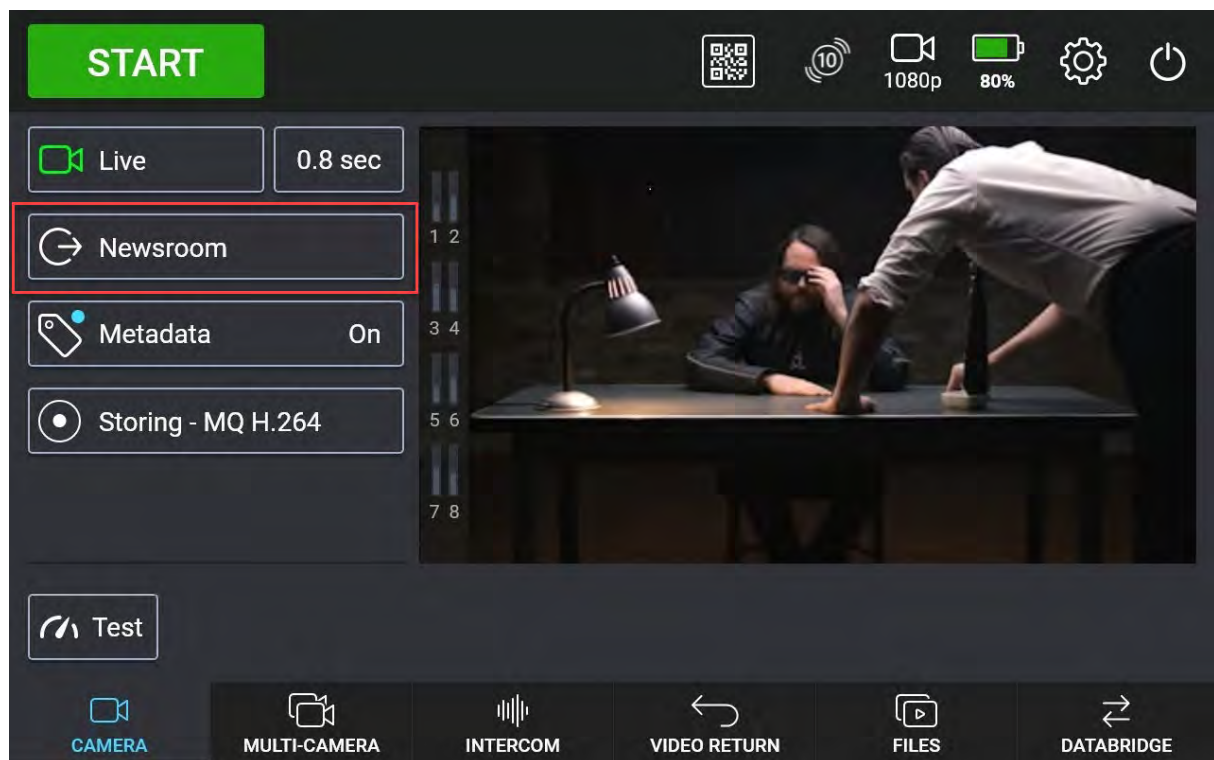 START
10
1080p
80%
Live
0.8 sec
Newsroom
Metadata On
Storing - MQ H.264
1 2
3 4
5 6
7 8
Test
CAMERA
MULTI-CAMERA
INTERCOM
VIDEO RETURN
FILES
DATABRIDGE